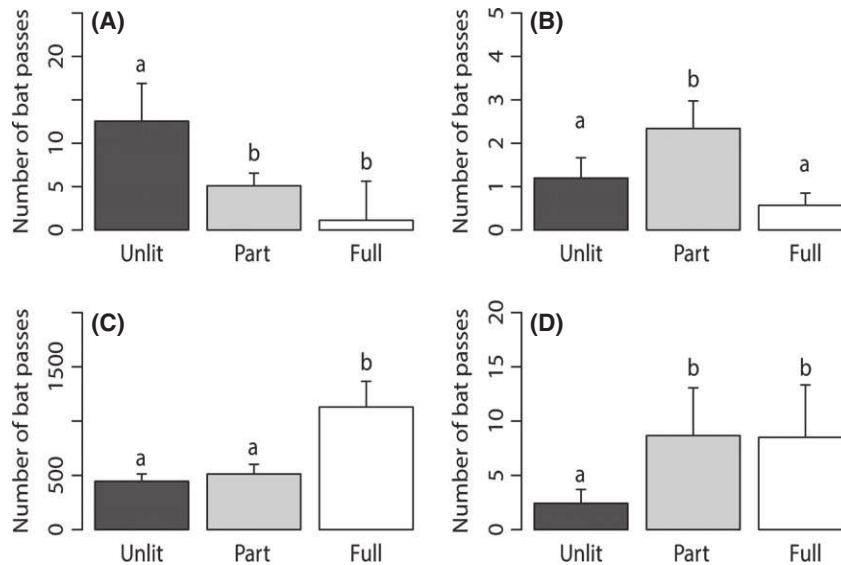 (A)
Number of bat passes
20
10
5
0
a
b
b
Unlit Part Full
(B)
Number of bat passes
5
4
3
2
1
0
a
b
a
Unlit Part Full
(C)
Number of bat passes
1500
500
0
a
a
b
Unlit Part Full
(D)
Number of bat passes
20
15
10
5
0
a
b
b
Unlit Part Full